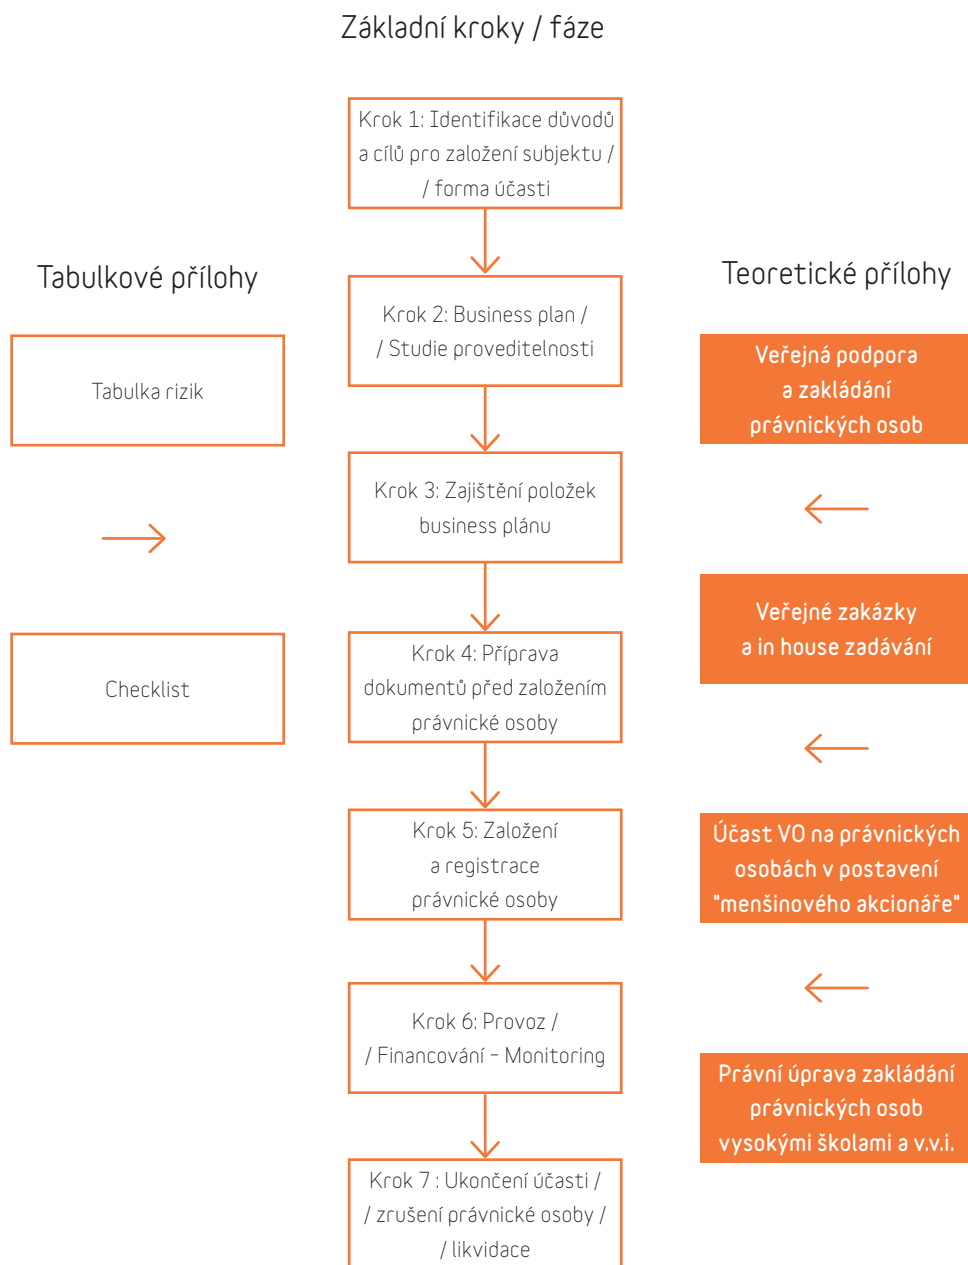 Základní kroky / fáze
Krok 1: Identifikace důvodů
a cílů pro založení subjektu /
/ forma účasti
Krok 2: Business plan /
/ Studie proveditelnosti
Krok 3: Zajištění položek
business plánu
Krok 4: Příprava
dokumentů před založením
právnické osoby
Krok 5: Založení
a registrace
právnické osoby
Krok 6: Provoz /
/ Financování – Monitoring
Krok 7 : Ukončení účasti /
/ zrušení právnické osoby /
/ likvidace
Tabulkové přílohy
Tabulka rizik
Checklist
Teoretické přílohy
Veřejná podpora
a zakládání
právnických osob
Veřejné zakázky
a in house zadávání
Účast VO na právnických
osobách v postavení
"menšinového akcionáře"
Právní úprava zakládání
právnických osob
vysokými školami a v.v.i.